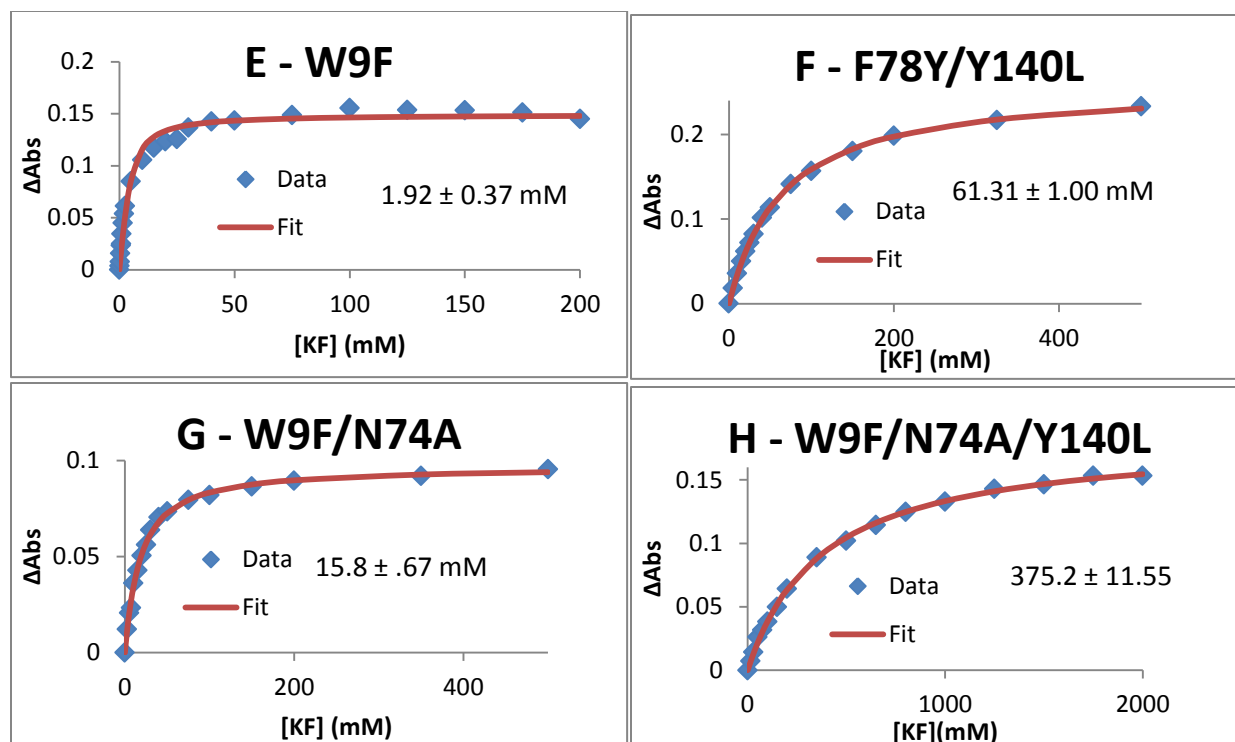 E - W9F
0.2
0.15
0.1
0.05
0
ΔAbs
Data
Fit
1.92 ± 0.37 mM
0 50 100 150 200
[KF] (mM)
F - F78Y/Y140L
0.2
0.1
0
ΔAbs
Data
Fit
61.31 ± 1.00 mM
0 200 400
[KF] (mM)
G - W9F/N74A
0.1
0.05
0
ΔAbs
Data
Fit
15.8 ± .67 mM
0 200 400
[KF] (mM)
H - W9F/N74A/Y140L
0.15
0.1
0.05
0
ΔAbs
Data
Fit
375.2 ± 11.55
0 1000 2000
[KF](mM)